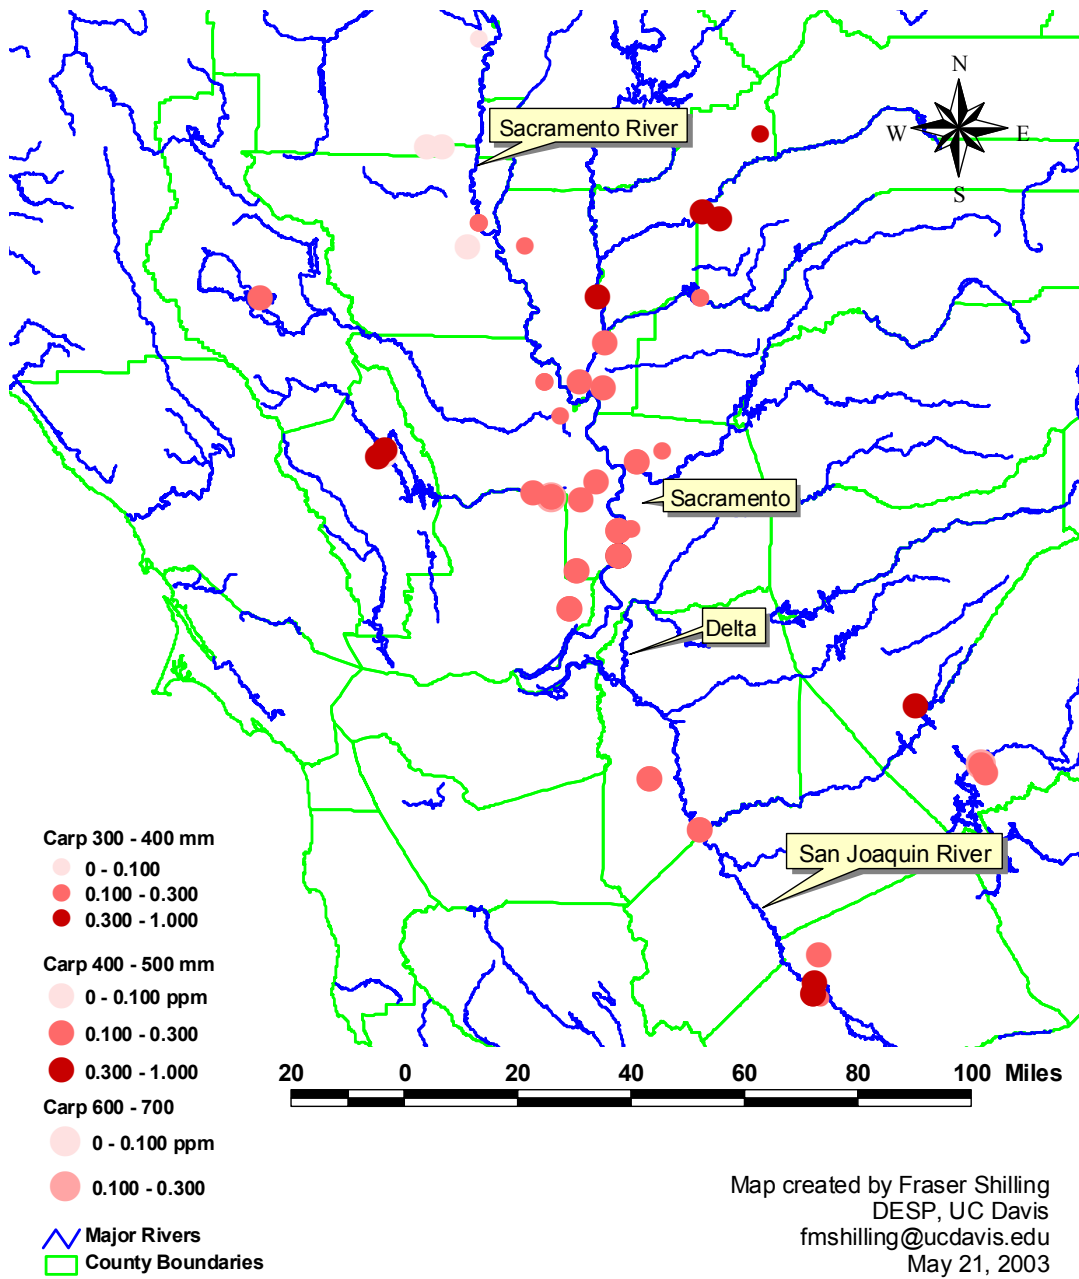 N
W
E
S
Sacramento River
Sacramento
Delta
San Joaquin River
Carp 300 - 400 mm
0 - 0.100
0.100 - 0.300
0.300 - 1.000
Carp 400 - 500 mm
0 - 0.100 ppm
0.100 - 0.300
0.300 - 1.000
Carp 600 - 700
0 - 0.100 ppm
0.100 - 0.300
Major Rivers
County Boundaries
20 0 20 40 60 80 100 Miles
Map created by Fraser Shilling
DESP, UC Davis
fmshilling@ucdavis.edu
May 21, 2003